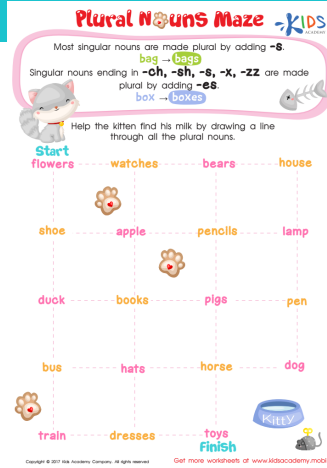 Plural Nouns Maze
KIDS
ACADEMY
Most singular nouns are made plural by adding -s.
bag → bags
Singular nouns ending in -ch, -sh, -s, -x, -zz are made
plural by adding -es.
box → boxes
Help the kitten find his milk by drawing a line
through all the plural nouns.
Start
flowers watches bears house
shoe apple pencils lamp
duck books pigs pen
bus hats horse dog
Kitty
train dresses toys
Finish
Copyright © 2017 Kids Academy Company. All rights reserved
Get more worksheets at www.kidsacademy.mobi